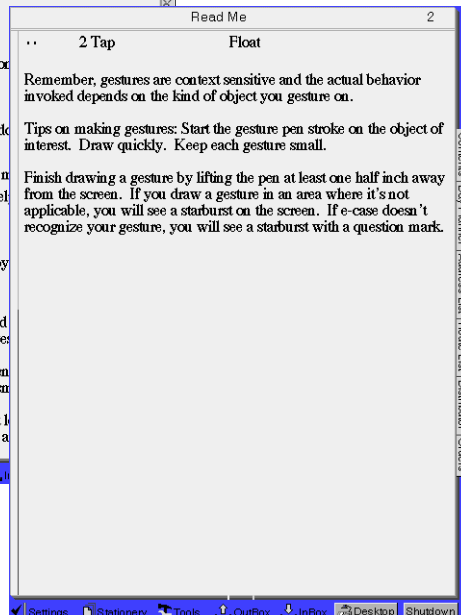 Read Me 2
.. 2 Tap Float
Remember, gestures are context sensitive and the actual behavior
invoked depends on the kind of object you gesture on.
Tips on making gestures: Start the gesture pen stroke on the object of
interest. Draw quickly. Keep each gesture small.
Finish drawing a gesture by lifting the pen at least one half inch away
from the screen. If you draw a gesture in an area where it's not
applicable, you will see a starburst on the screen. If e-case doesn't
recognize your gesture, you will see a starburst with a question mark.
Settings Stationery Tools OutBox InBox Desktop Shutdown